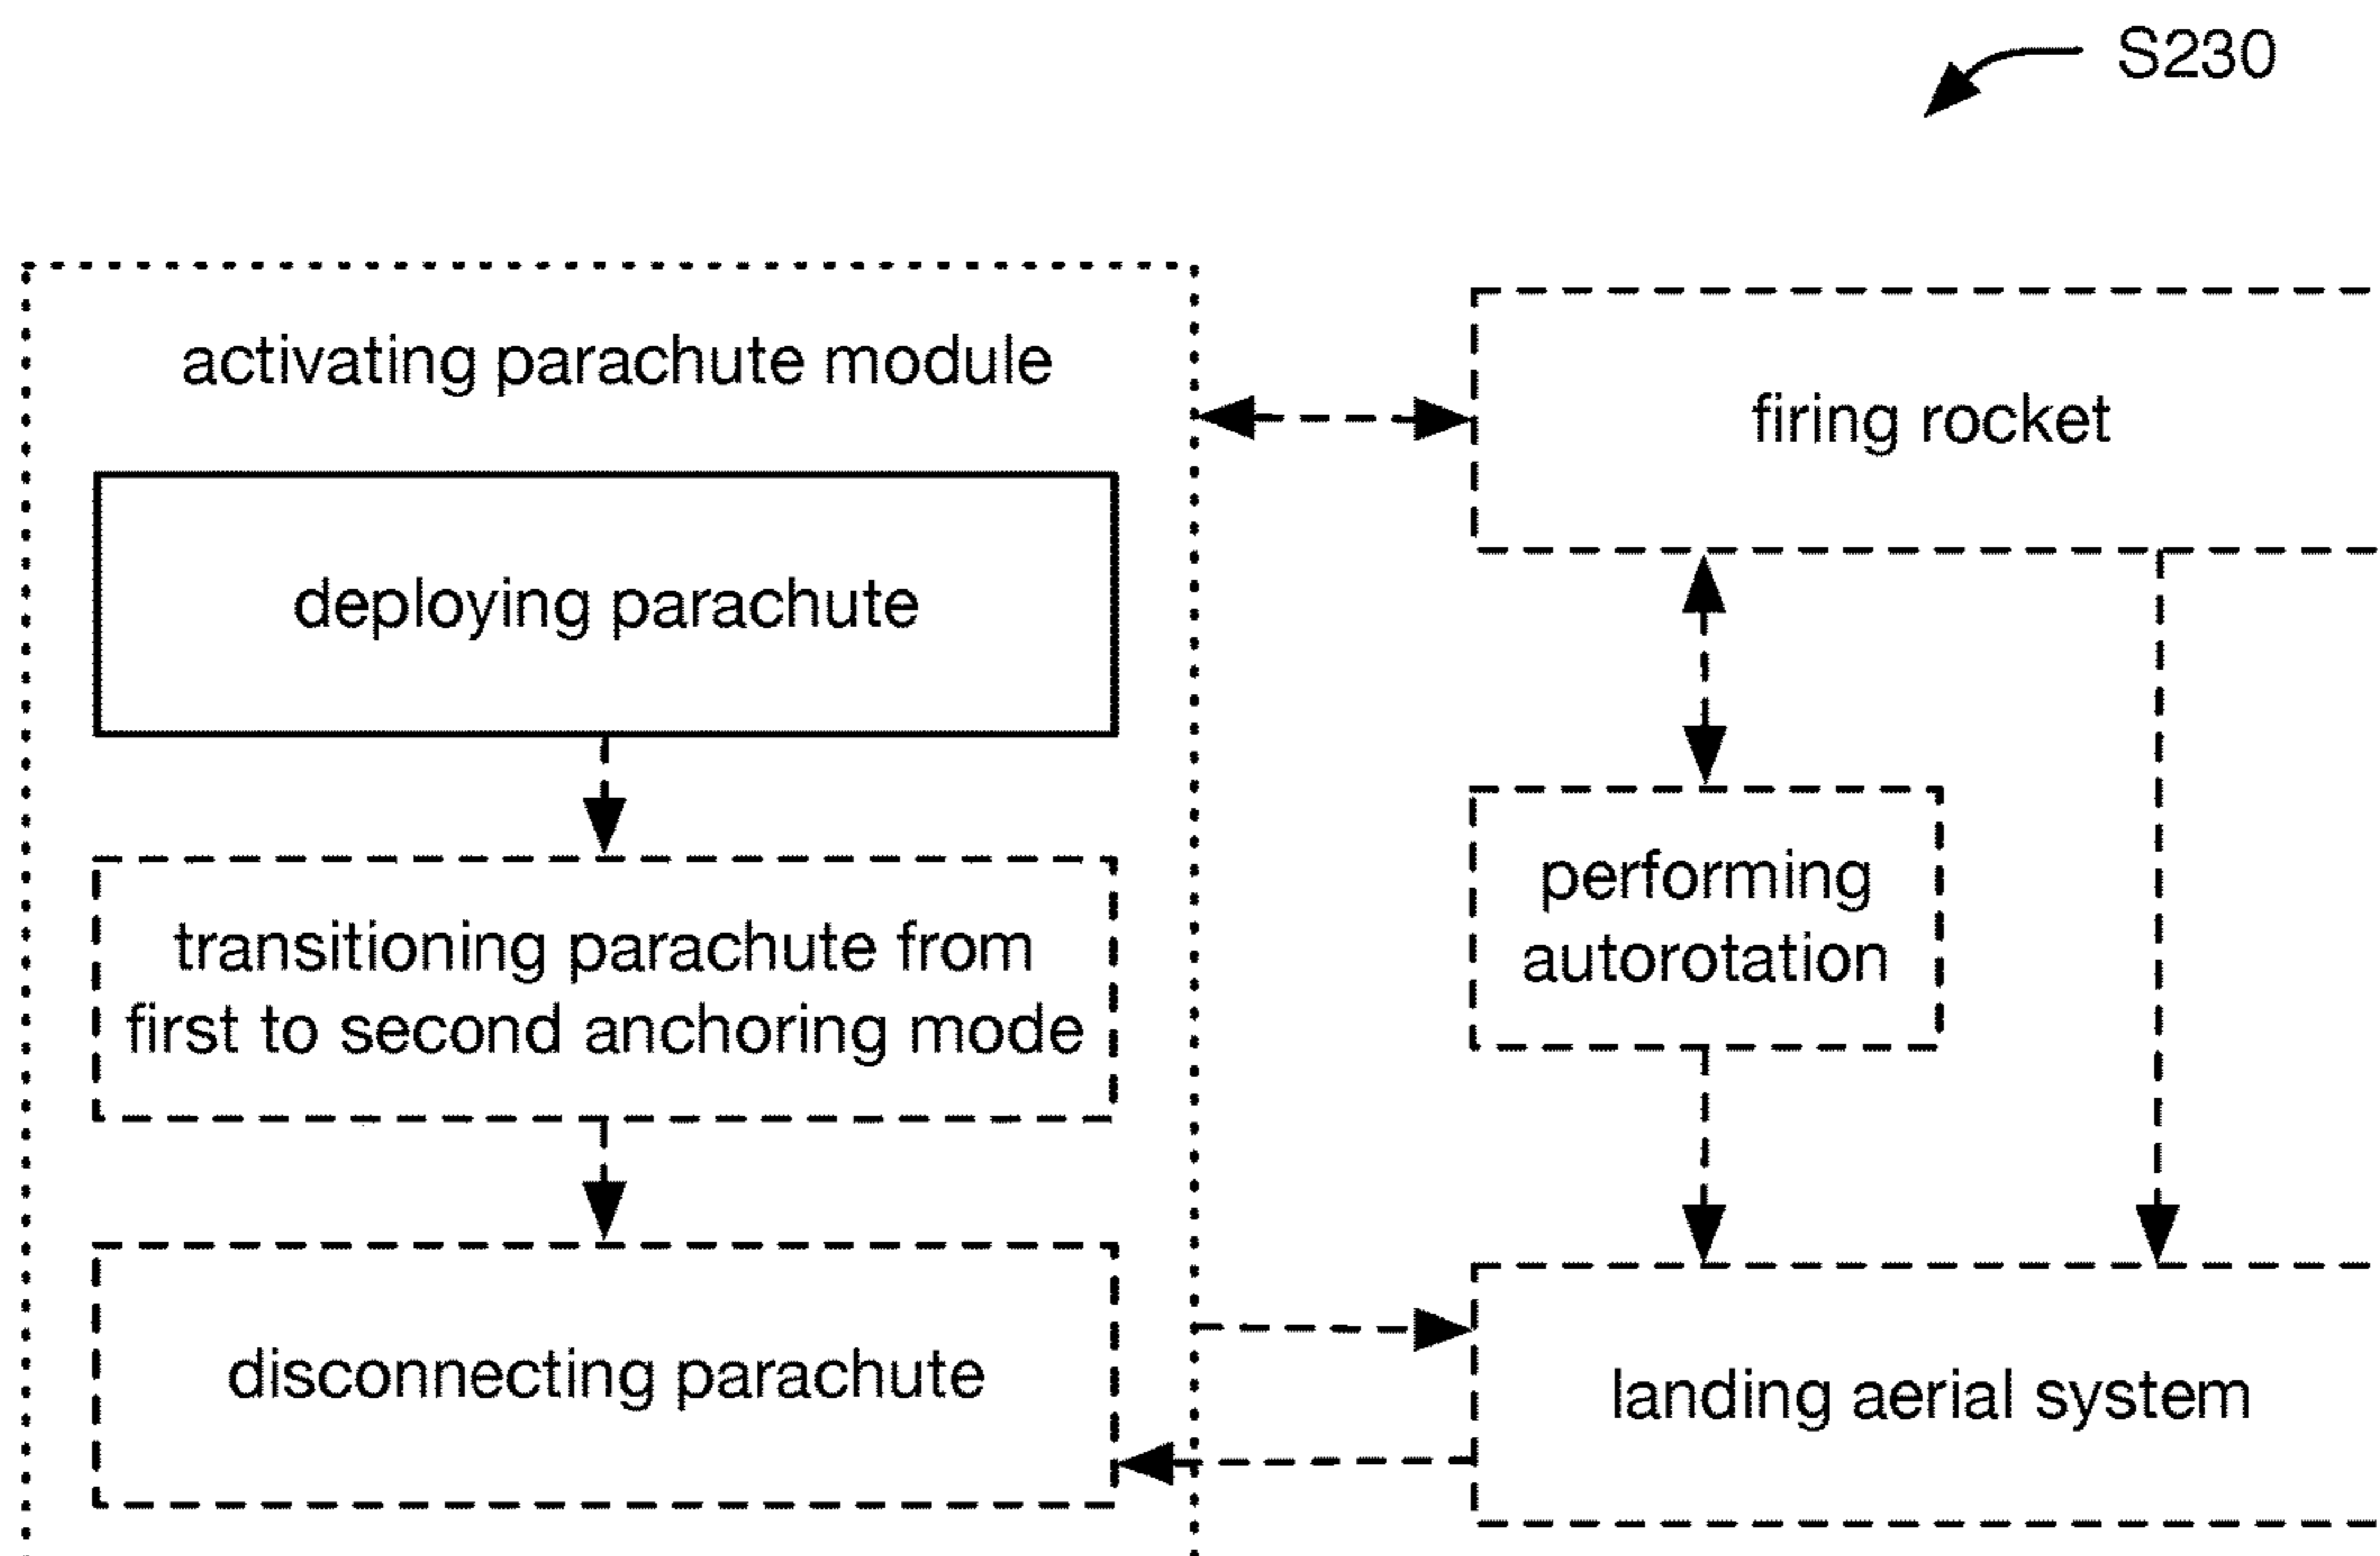 S230
activating parachute module
deploying parachute
transitioning parachute from
first to second anchoring mode
disconnecting parachute
firing rocket
performing
autorotation
landing aerial system